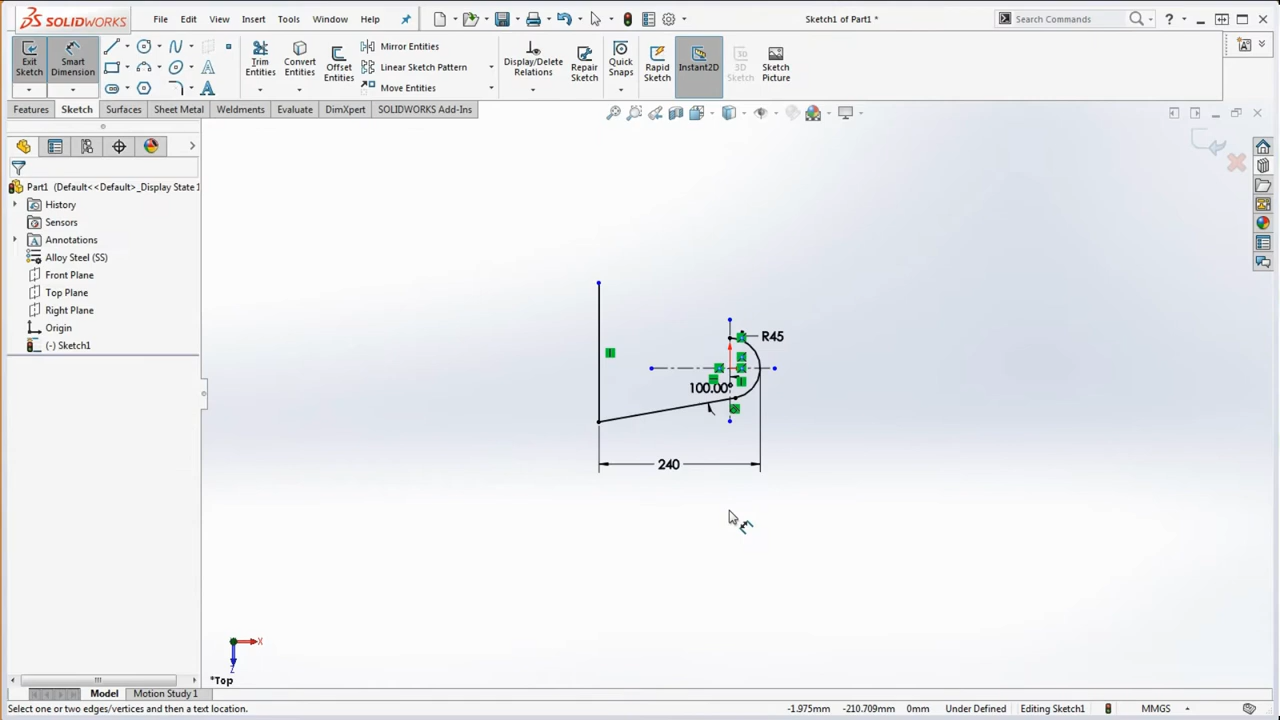 SOLIDWORKS File Edit View Insert Tools Window Help Sketch1 of Part1 * Search Commands
Exit Sketch
Smart Dimension
Trim Entities
Convert Entities
Offset Entities
Mirror Entities
Linear Sketch Pattern
Move Entities
Display/Delete Relations
Repair Sketch
Quick Snaps
Rapid Sketch
Instant2D
3D Sketch
Sketch Picture
Features Sketch Surfaces Sheet Metal Weldments Evaluate DimXpert SOLIDWORKS Add-Ins
Part1 (Default<<Default>_Display State 1
History
Sensors
Annotations
Alloy Steel (SS)
Front Plane
Top Plane
Right Plane
Origin
(-) Sketch1
R45
100.00°
240
X
Z
*Top
Model Motion Study 1
Select one or two edges/vertices and then a text location. -1.975mm -210.709mm 0mm Under Defined Editing Sketch1 MMGS